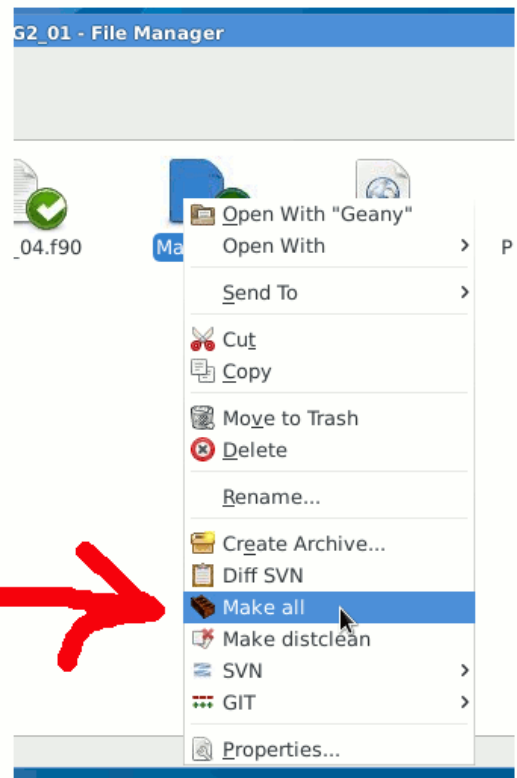 G2_01 - File Manager
_04.f90
Ma
P
Open With "Geany"
Open With
Send To
Cut
Copy
Move to Trash
Delete
Rename...
Create Archive...
Diff SVN
Make all
Make distclean
SVN
GIT
Properties...